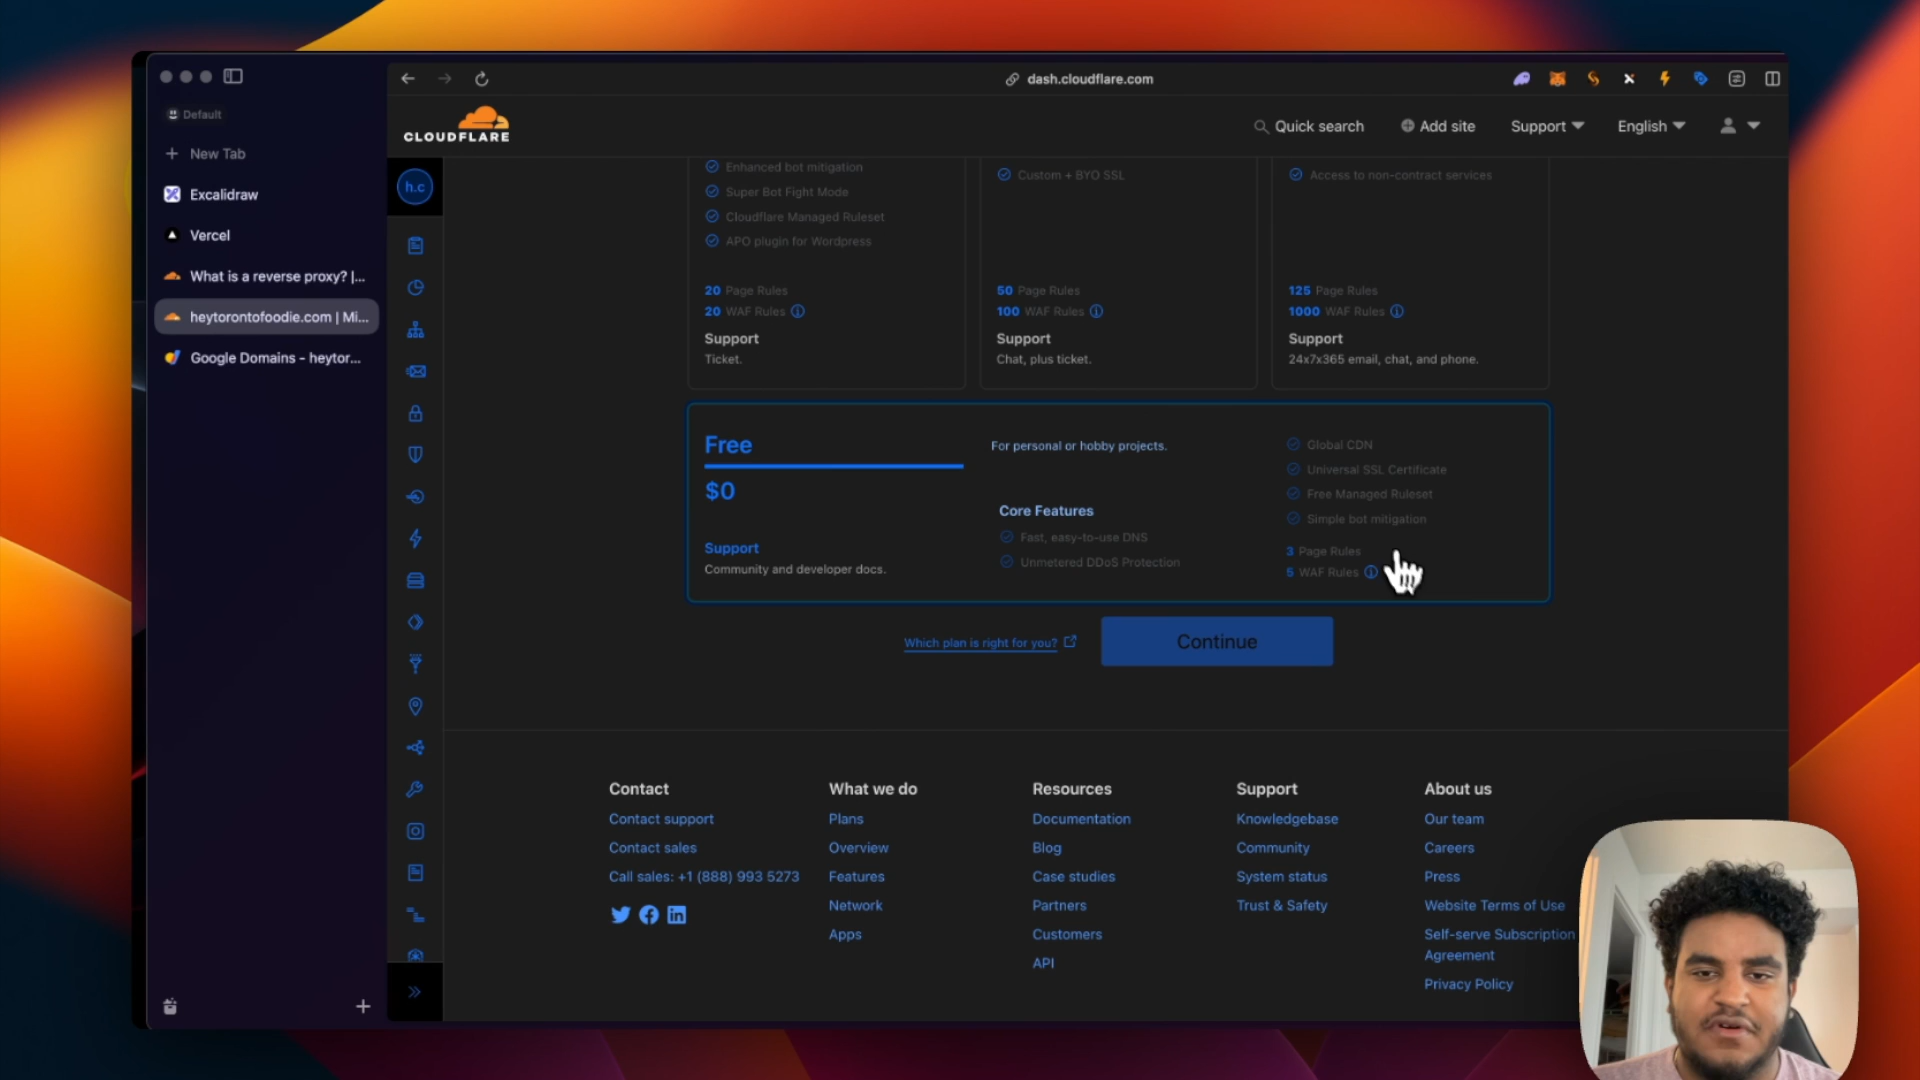 Default
New Tab
Excalidraw
Vercel
What is a reverse proxy? |...
heytorontofoodie.com | Mi...
Google Domains - heytor...
dash.cloudflare.com
CLOUDFLARE
Quick search
Add site
Support
English
h.c
Enhanced bot mitigation
Super Bot Fight Mode
Cloudflare Managed Ruleset
APO plugin for Wordpress
20 Page Rules
20 WAF Rules
Support
Ticket.
Custom + BYO SSL
50 Page Rules
100 WAF Rules
Support
Chat, plus ticket.
Access to non-contract services
125 Page Rules
1000 WAF Rules
Support
24x7x365 email, chat, and phone.
Free
$0
Support
Community and developer docs.
For personal or hobby projects.
Core Features
Fast, easy-to-use DNS
Unmetered DDoS Protection
Global CDN
Universal SSL Certificate
Free Managed Ruleset
Simple bot mitigation
3 Page Rules
5 WAF Rules
Which plan is right for you?
Continue
Contact
Contact support
Contact sales
Call sales: +1 (888) 993 5273
What we do
Plans
Overview
Features
Network
Apps
Resources
Documentation
Blog
Case studies
Partners
Customers
API
Support
Knowledgebase
Community
System status
Trust & Safety
About us
Our team
Careers
Press
Website Terms of Use
Self-serve Subscription
Agreement
Privacy Policy